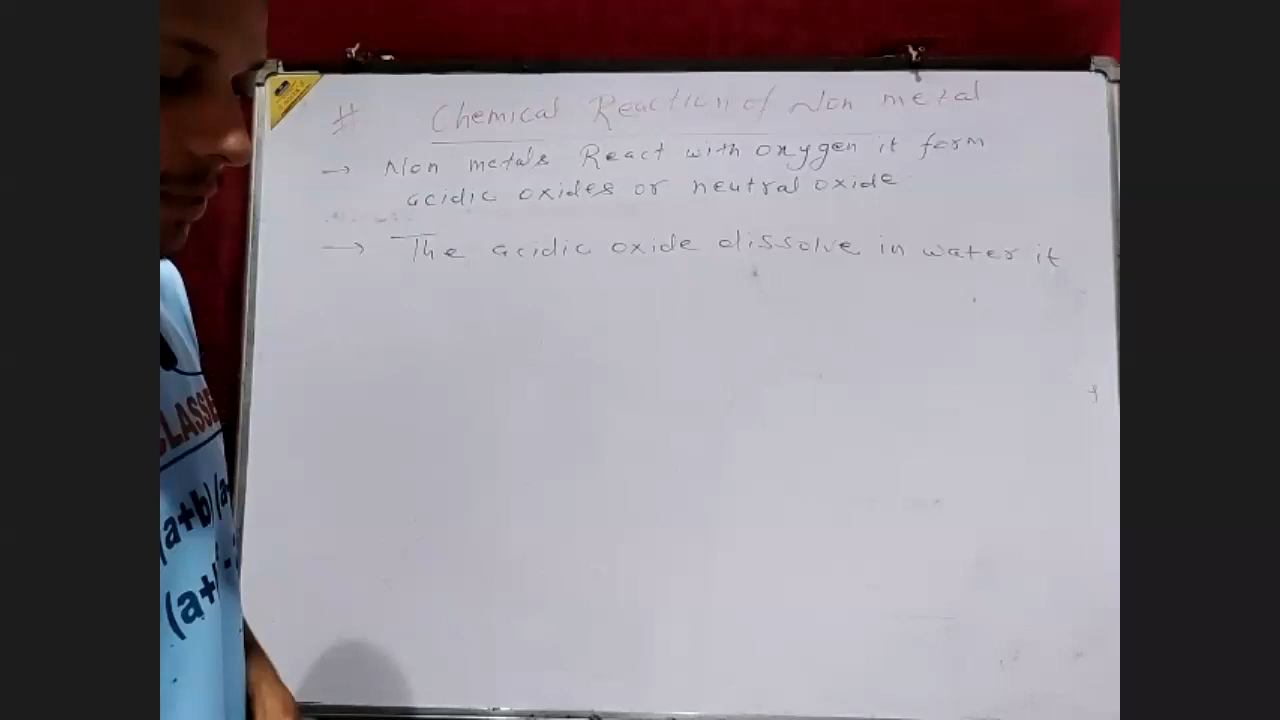 # Chemical Reaction of Non metal
→ Non metals React with oxygen it form
acidic oxides or neutral oxide
→ The acidic oxide dissolve in water it
CLASSE
(a+b)(a
(a+